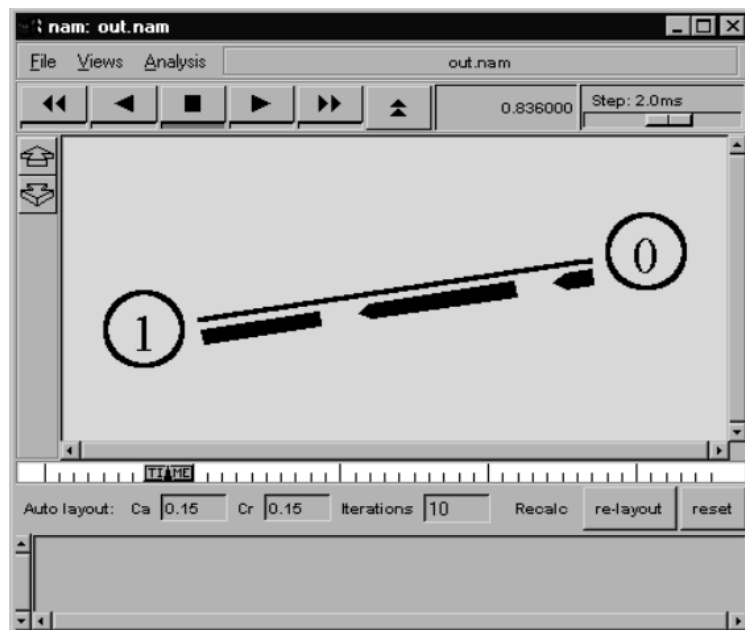 nam: out.nam
File Views Analysis out.nam
0.836000 Step: 2.0ms
0
1
TIME
Auto layout: Ca 0.15 Cr 0.15 Iterations 10 Recalc re-layout reset